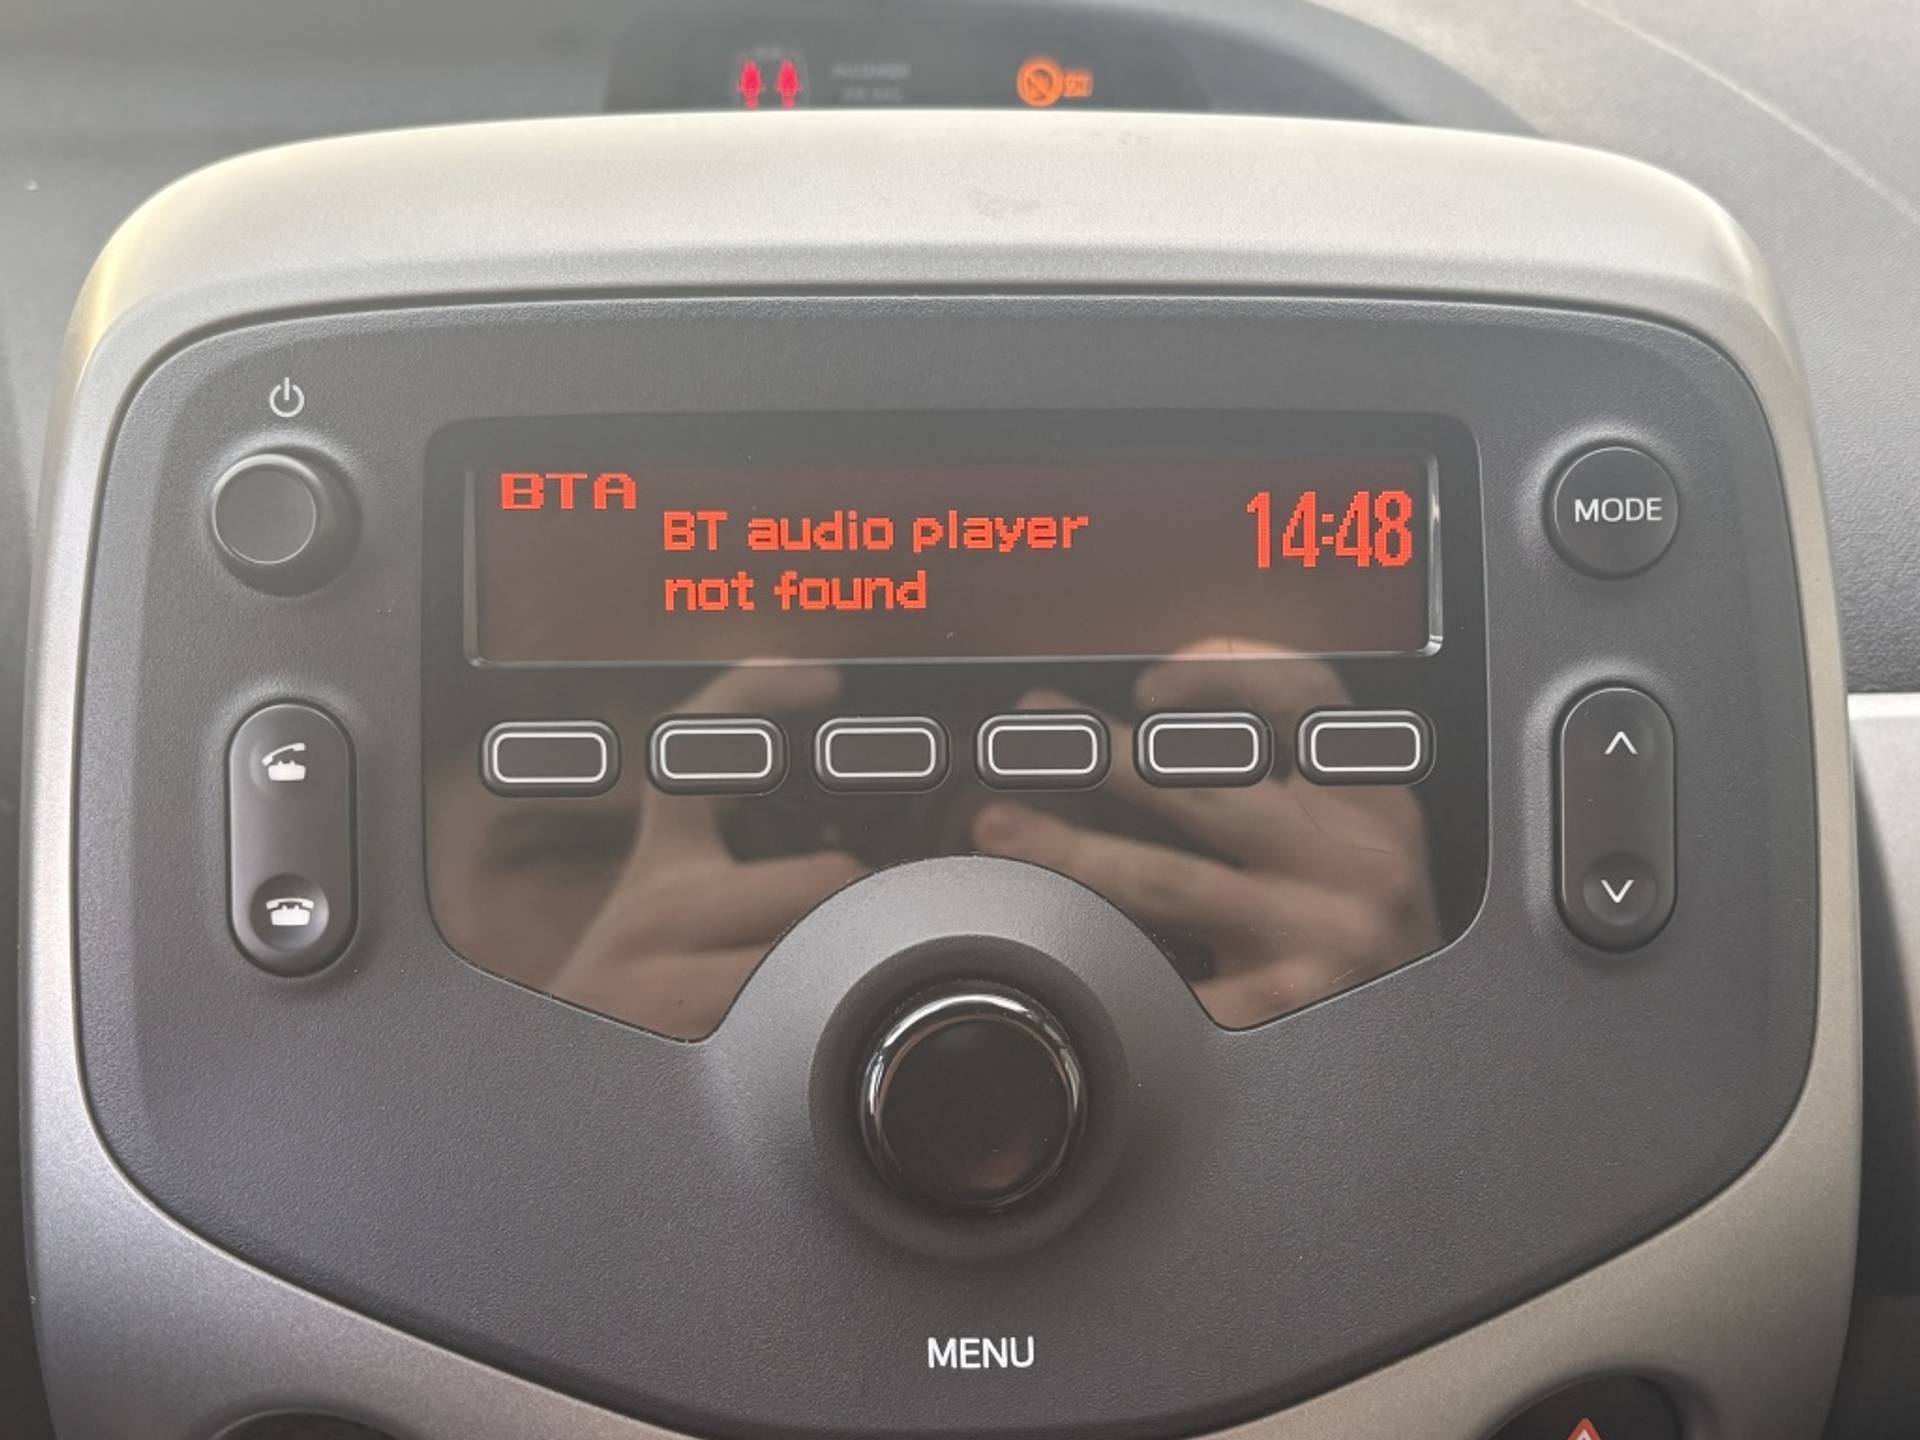 BTA
BT audio player
not found
14:48
MODE
MENU